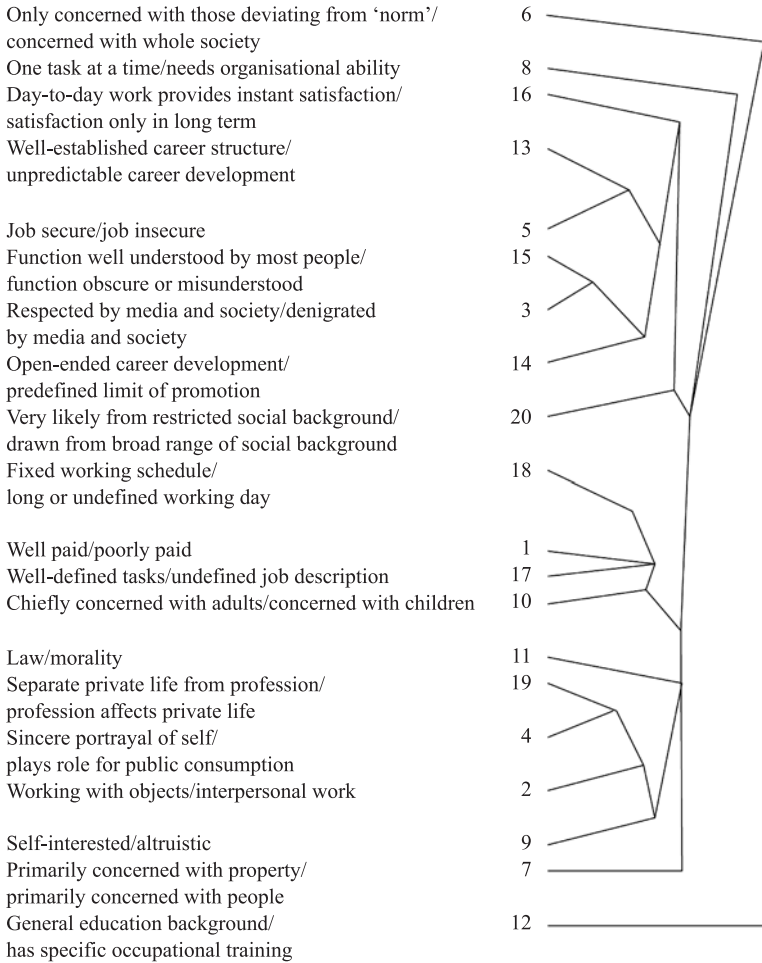 Only concerned with those deviating from ‘norm’/ 6
concerned with whole society
One task at a time/needs organisational ability 8
Day-to-day work provides instant satisfaction/ 16
satisfaction only in long term
Well-established career structure/ 13
unpredictable career development
Job secure/job insecure 5
Function well understood by most people/ 15
function obscure or misunderstood
Respected by media and society/denigrated 3
by media and society
Open-ended career development/ 14
predefined limit of promotion
Very likely from restricted social background/ 20
drawn from broad range of social background
Fixed working schedule/ 18
long or undefined working day
Well paid/poorly paid 1
Well-defined tasks/undefined job description 17
Chiefly concerned with adults/concerned with children 10
Law/morality 11
Separate private life from profession/ 19
profession affects private life
Sincere portrayal of self/ 4
plays role for public consumption
Working with objects/interpersonal work 2
Self-interested/altruistic 9
Primarily concerned with property/ 7
primarily concerned with people
General education background/ 12
has specific occupational training